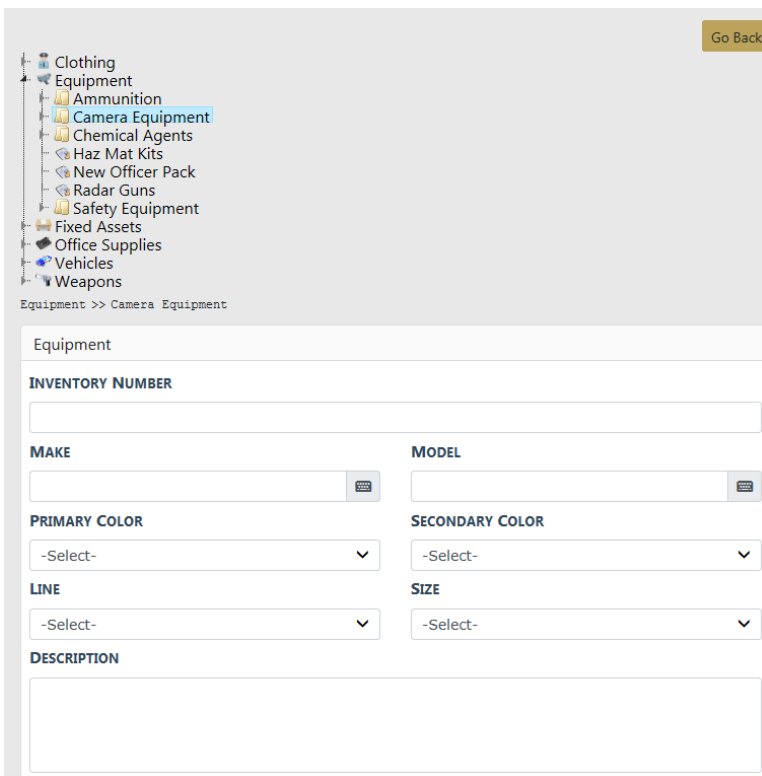 Go Back
Clothing
Equipment
Ammunition
Camera Equipment
Chemical Agents
Haz Mat Kits
New Officer Pack
Radar Guns
Safety Equipment
Fixed Assets
Office Supplies
Vehicles
Weapons
Equipment >> Camera Equipment
Equipment
INVENTORY NUMBER
MAKE MODEL
PRIMARY COLOR SECONDARY COLOR
-Select- -Select-
LINE SIZE
-Select- -Select-
DESCRIPTION